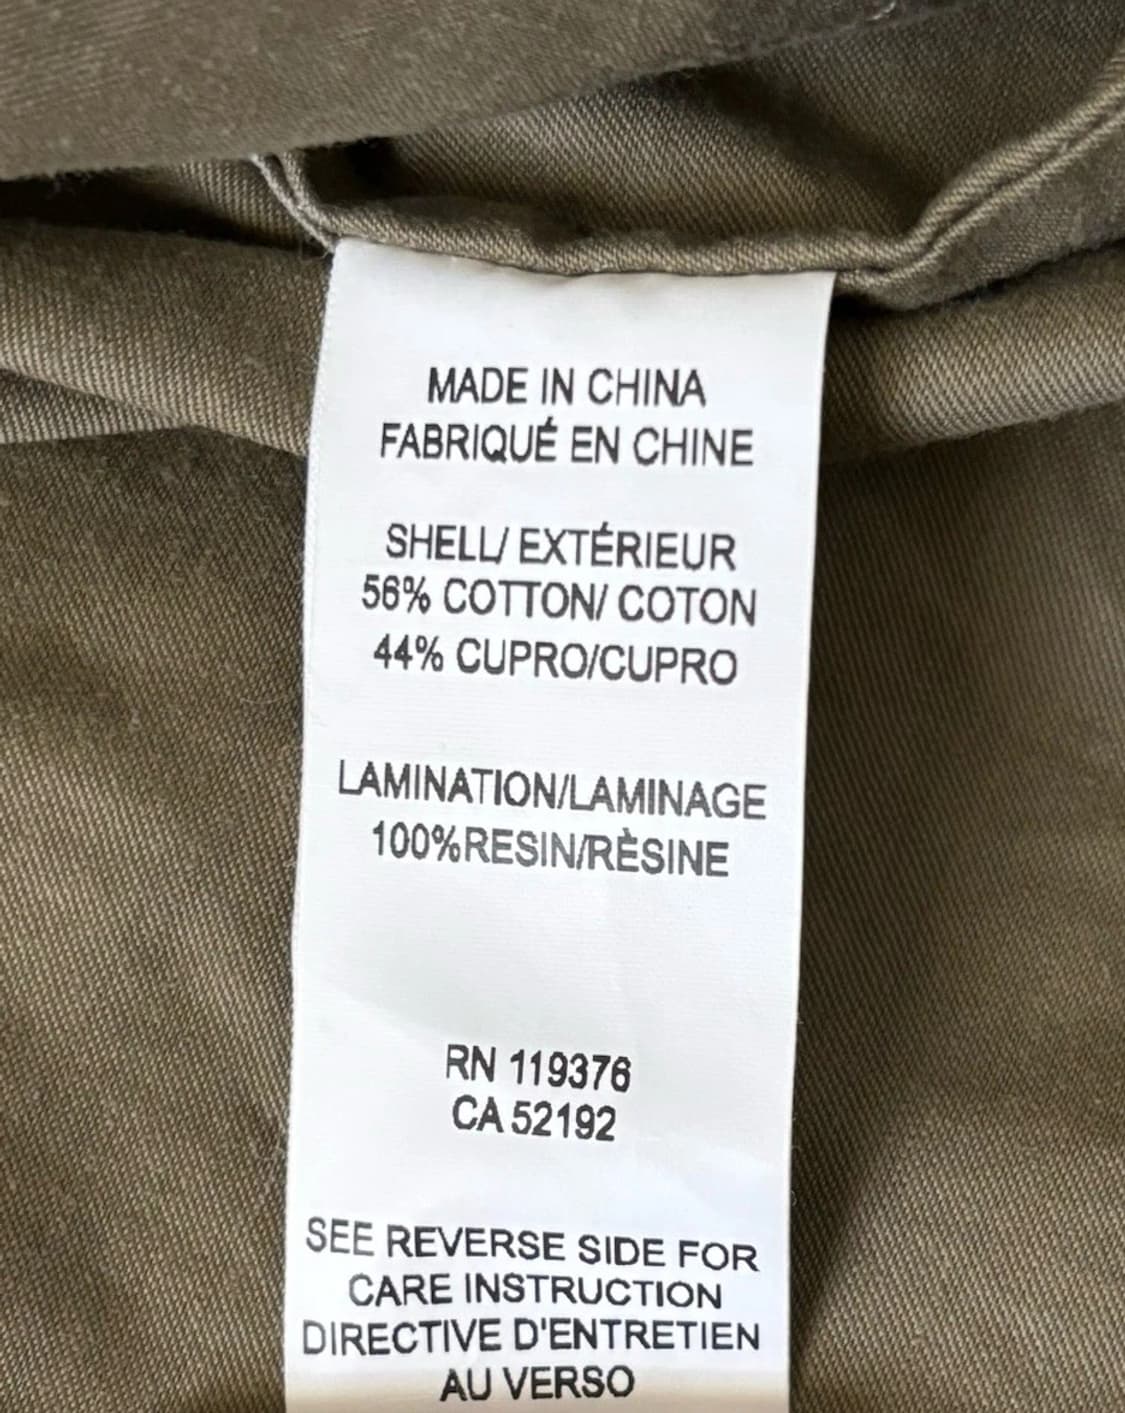 MADE IN CHINA
FABRIQUÉ EN CHINE
SHELL/ EXTÉRIEUR
56% COTTON/ COTON
44% CUPRO/CUPRO
LAMINATION/LAMINAGE
100%RESIN/RÈSINE
RN 119376
CA 52192
SEE REVERSE SIDE FOR
CARE INSTRUCTION
DIRECTIVE D'ENTRETIEN
AU VERSO